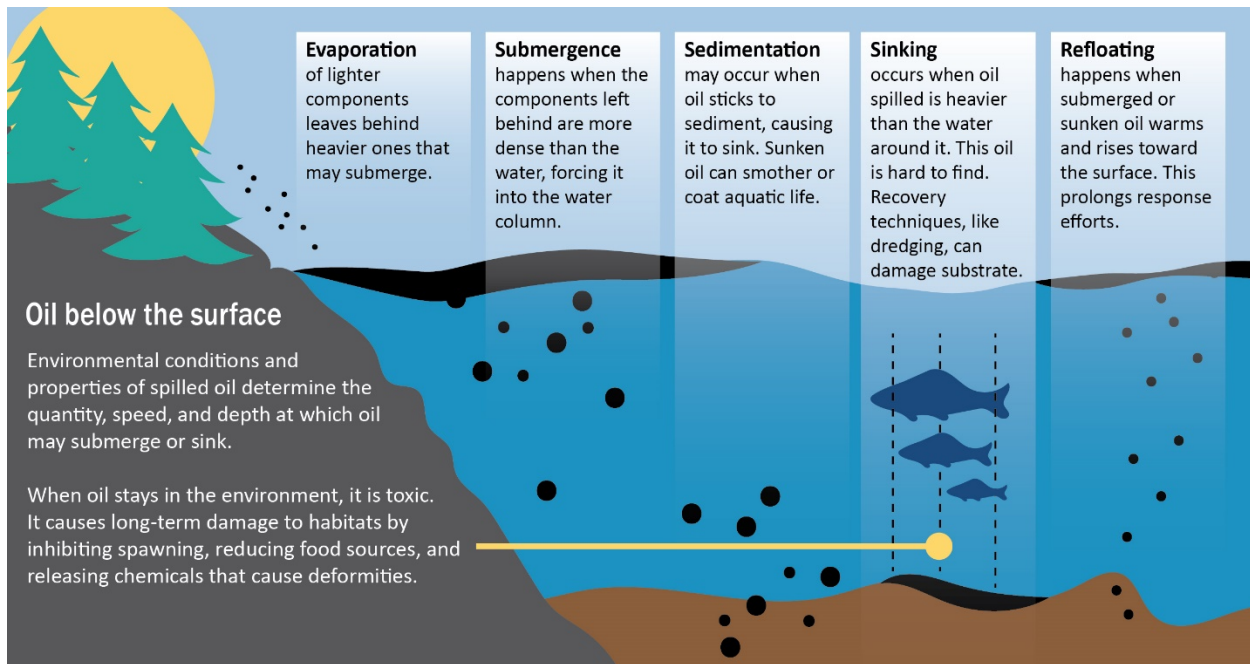 Evaporation
of lighter
components
leaves behind
heavier ones that
may submerge.
Submergence
happens when the
components left
behind are more
dense than the
water, forcing it
into the water
column.
Sedimentation
may occur when
oil sticks to
sediment, causing
it to sink. Sunken
oil can smother or
coat aquatic life.
Sinking
occurs when oil
spilled is heavier
than the water
around it. This oil
is hard to find.
Recovery
techniques, like
dredging, can
damage substrate.
Refloating
happens when
submerged or
sunken oil warms
and rises toward
the surface. This
prolongs response
efforts.
Oil below the surface
Environmental conditions and
properties of spilled oil determine the
quantity, speed, and depth at which oil
may submerge or sink.
When oil stays in the environment, it is toxic.
It causes long-term damage to habitats by
inhibiting spawning, reducing food sources, and
releasing chemicals that cause deformities.